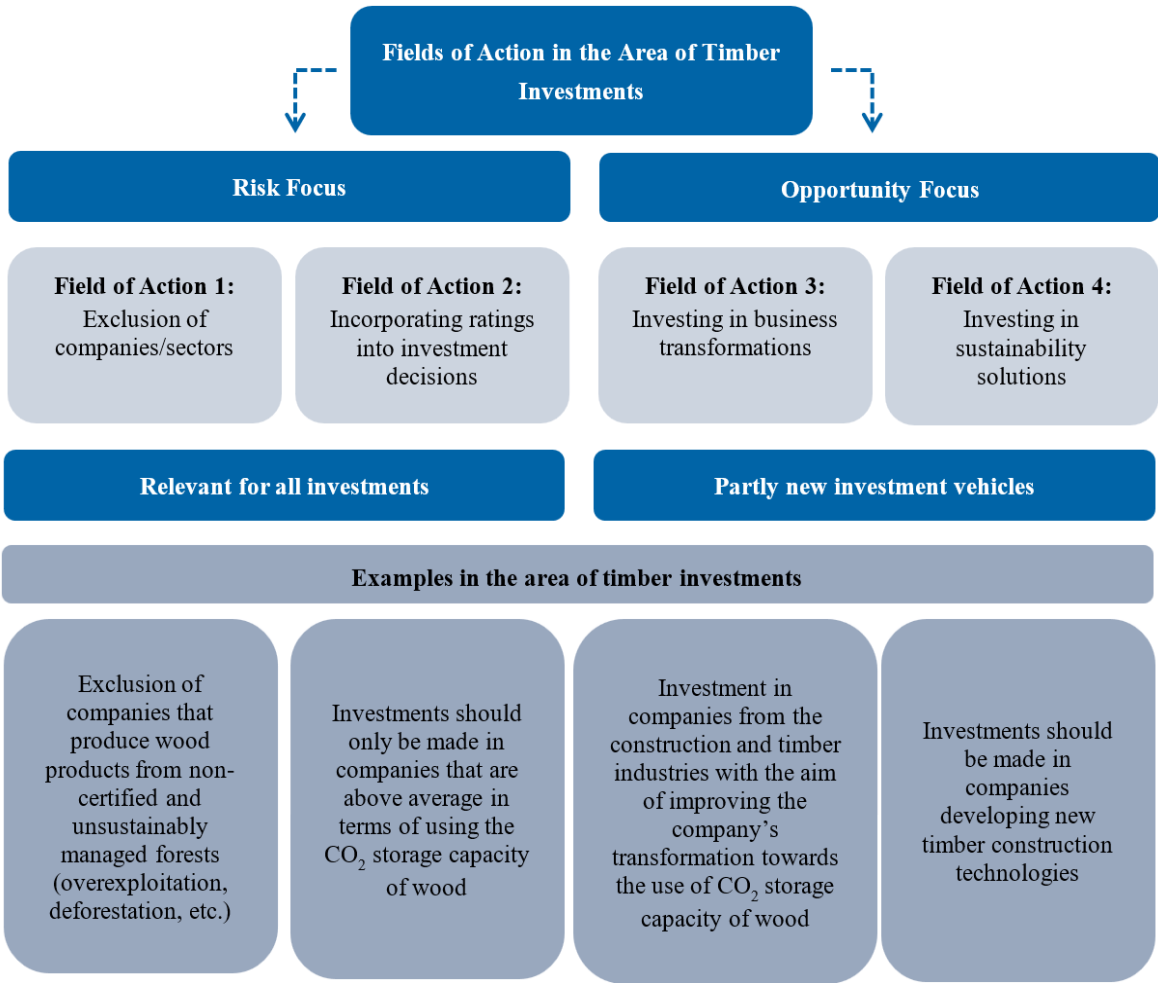 Fields of Action in the Area of Timber
Investments
Risk Focus
Opportunity Focus
Field of Action 1:
Exclusion of
companies/sectors
Field of Action 2:
Incorporating ratings
into investment
decisions
Field of Action 3:
Investing in business
transformations
Field of Action 4:
Investing in
sustainability
solutions
Relevant for all investments
Partly new investment vehicles
Examples in the area of timber investments
Exclusion of
companies that
produce wood
products from non-
certified and
unsustainably
managed forests
(overexploitation,
deforestation, etc.)
Investments should
only be made in
companies that are
above average in
terms of using the
CO₂ storage capacity
of wood
Investment in
companies from the
construction and timber
industries with the aim
of improving the
company’s
transformation towards
the use of CO₂ storage
capacity of wood
Investments should
be made in
companies
developing new
timber construction
technologies